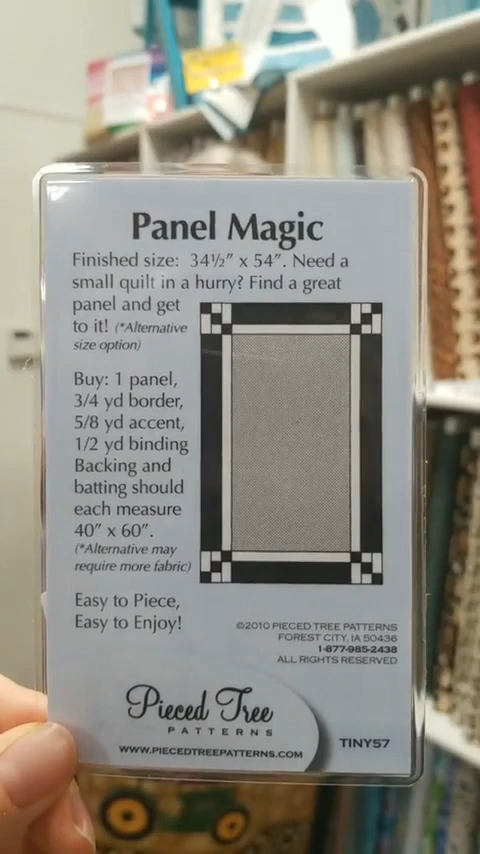 Panel Magic
Finished size: 34½” x 54”. Need a
small quilt in a hurry? Find a great
panel and get
to it! (*Alternative
size option)
Buy: 1 panel,
3/4 yd border,
5/8 yd accent,
1/2 yd binding
Backing and
batting should
each measure
40” x 60”.
(*Alternative may
require more fabric)
Easy to Piece,
Easy to Enjoy!
©2010 PIECED TREE PATTERNS
FOREST CITY, IA 50436
1-877-985-2438
ALL RIGHTS RESERVED
Pieced Tree
PATTERNS
WWW.PIECEDTREEPATTERNS.COM
TINY57